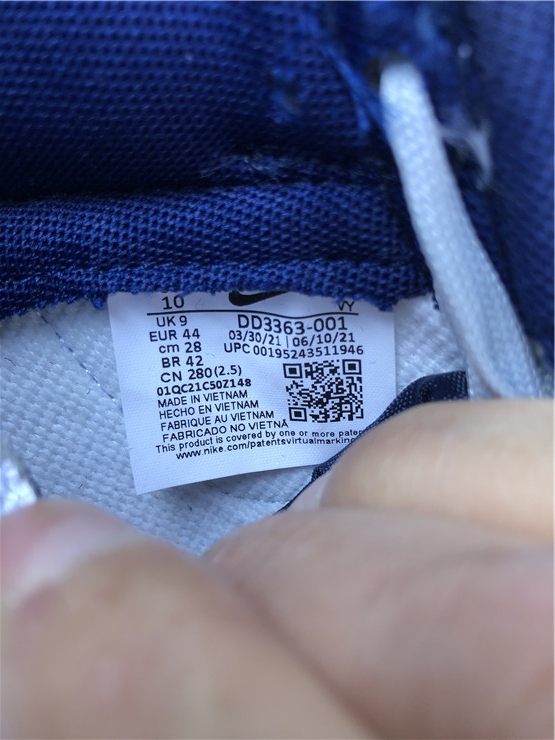 10
VY
UK 9
EUR 44
cm 28
BR 42
CN 280(2.5)
01QC21C50Z148
DD3363-001
03/30/21 | 06/10/21
UPC 00195243511946
MADE IN VIETNAM
HECHO EN VIETNAM
FABRIQUE AU VIETNAM
FABRICADO NO VIETNÃ
This product is covered by one or more
www.nike.com/patentsvirtualmarking